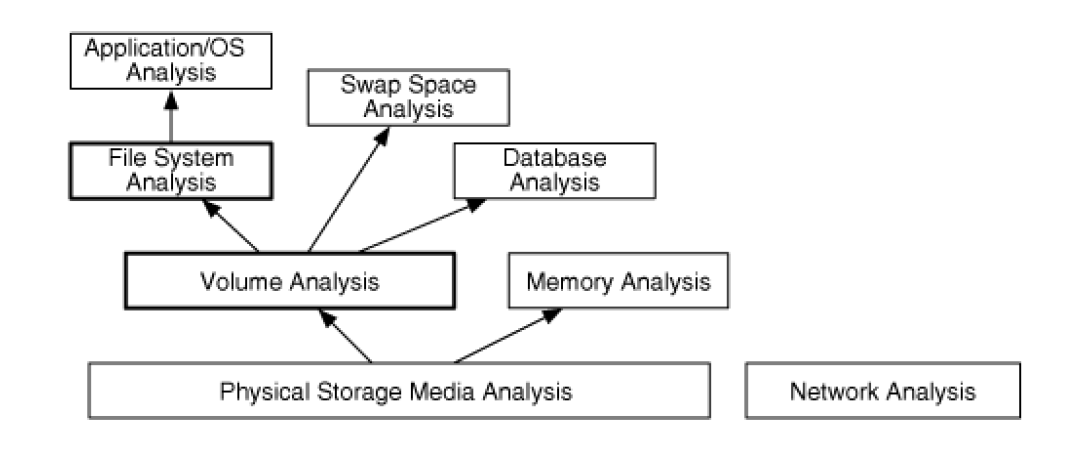 Application/OS
Analysis
Swap Space
Analysis
File System
Analysis
Database
Analysis
Volume Analysis
Memory Analysis
Physical Storage Media Analysis
Network Analysis